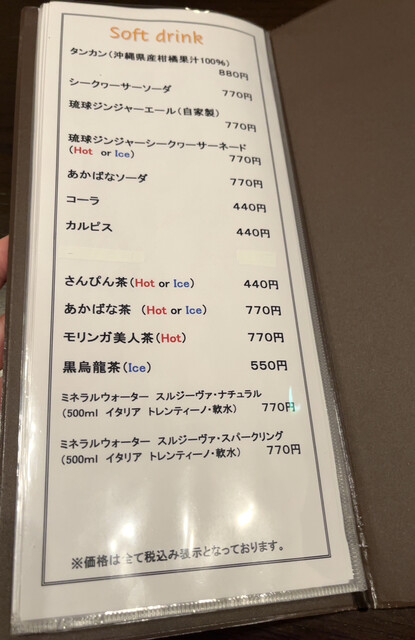 Soft drink
タンカン(沖縄県産柑橘果汁100%)
880円
シークヮーサーソーダ 770円
琉球ジンジャーエール(自家製)
770円
琉球ジンジャーシークヮーサーネード
(Hot or Ice) 770円
あかばなソーダ 770円
コーラ 440円
カルピス 440円
さんぴん茶(Hot or Ice) 440円
あかばな茶 (Hot or Ice) 770円
モリンガ美人茶(Hot) 770円
黒烏龍茶(Ice) 550円
ミネラルウォーター スルジーヴァ・ナチュラル
(500ml イタリア トレンティーノ・軟水) 770円
ミネラルウォーター スルジーヴァ・スパークリング
(500ml イタリア トレンティーノ・軟水) 770円
※価格は全て税込み表示となっております。